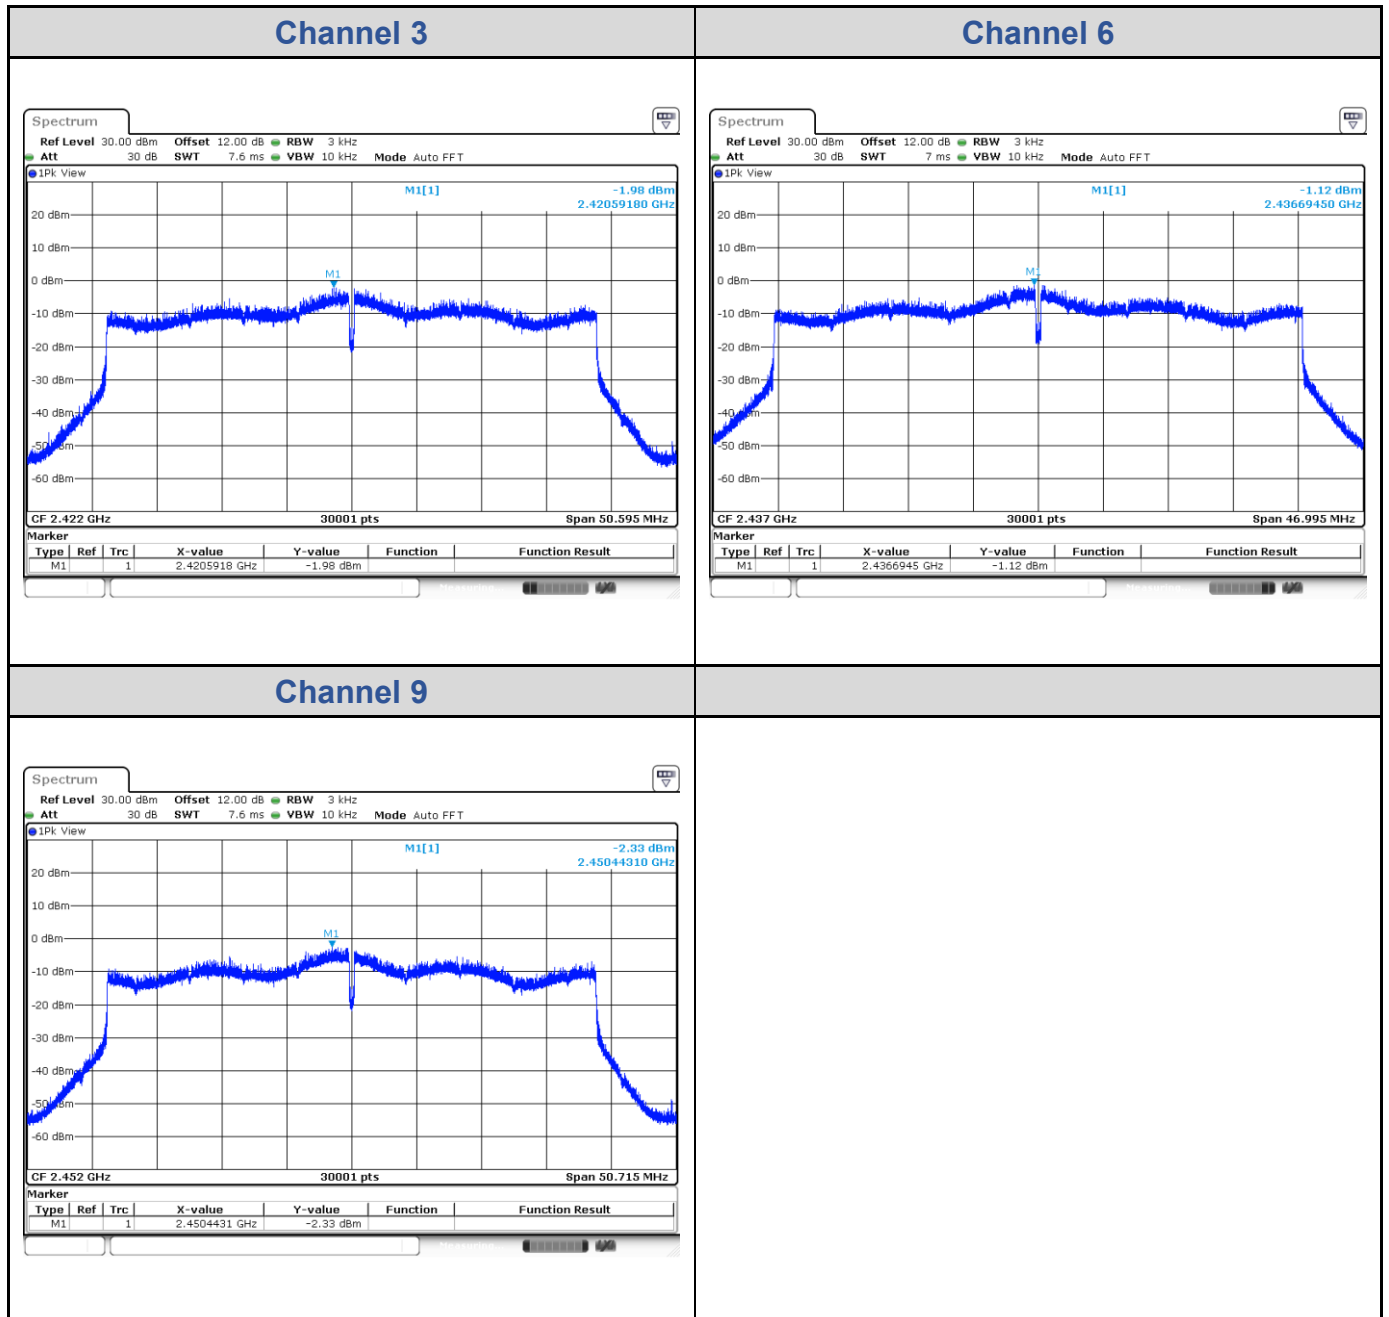 Channel 3
Channel 6
Spectrum
Ref Level 30.00 dBm Offset 12.00 dB RBW 3 kHz
Att 30 dB SWT 7.6 ms VBW 10 kHz Mode Auto FFT
1Pk View
M1[1] -1.98 dBm
2.42059180 GHz
20 dBm
10 dBm
M1
0 dBm
-10 dBm
-20 dBm
-30 dBm
-40 dBm
-50 dBm
-60 dBm
CF 2.422 GHz 30001 pts Span 50.595 MHz
Marker
Type Ref Trc X-value Y-value Function Function Result
M1 1 2.4205918 GHz -1.98 dBm
Spectrum
Ref Level 30.00 dBm Offset 12.00 dB RBW 3 kHz
Att 30 dB SWT 7 ms VBW 10 kHz Mode Auto FFT
1Pk View
M1[1] -1.12 dBm
2.43669450 GHz
20 dBm
10 dBm
M1
0 dBm
-10 dBm
-20 dBm
-30 dBm
-40 dBm
-50 dBm
-60 dBm
CF 2.437 GHz 30001 pts Span 46.995 MHz
Marker
Type Ref Trc X-value Y-value Function Function Result
M1 1 2.4366945 GHz -1.12 dBm
Channel 9
Spectrum
Ref Level 30.00 dBm Offset 12.00 dB RBW 3 kHz
Att 30 dB SWT 7.6 ms VBW 10 kHz Mode Auto FFT
1Pk View
M1[1] -2.33 dBm
2.45044310 GHz
20 dBm
10 dBm
M1
0 dBm
-10 dBm
-20 dBm
-30 dBm
-40 dBm
-50 dBm
-60 dBm
CF 2.452 GHz 30001 pts Span 50.715 MHz
Marker
Type Ref Trc X-value Y-value Function Function Result
M1 1 2.4504431 GHz -2.33 dBm